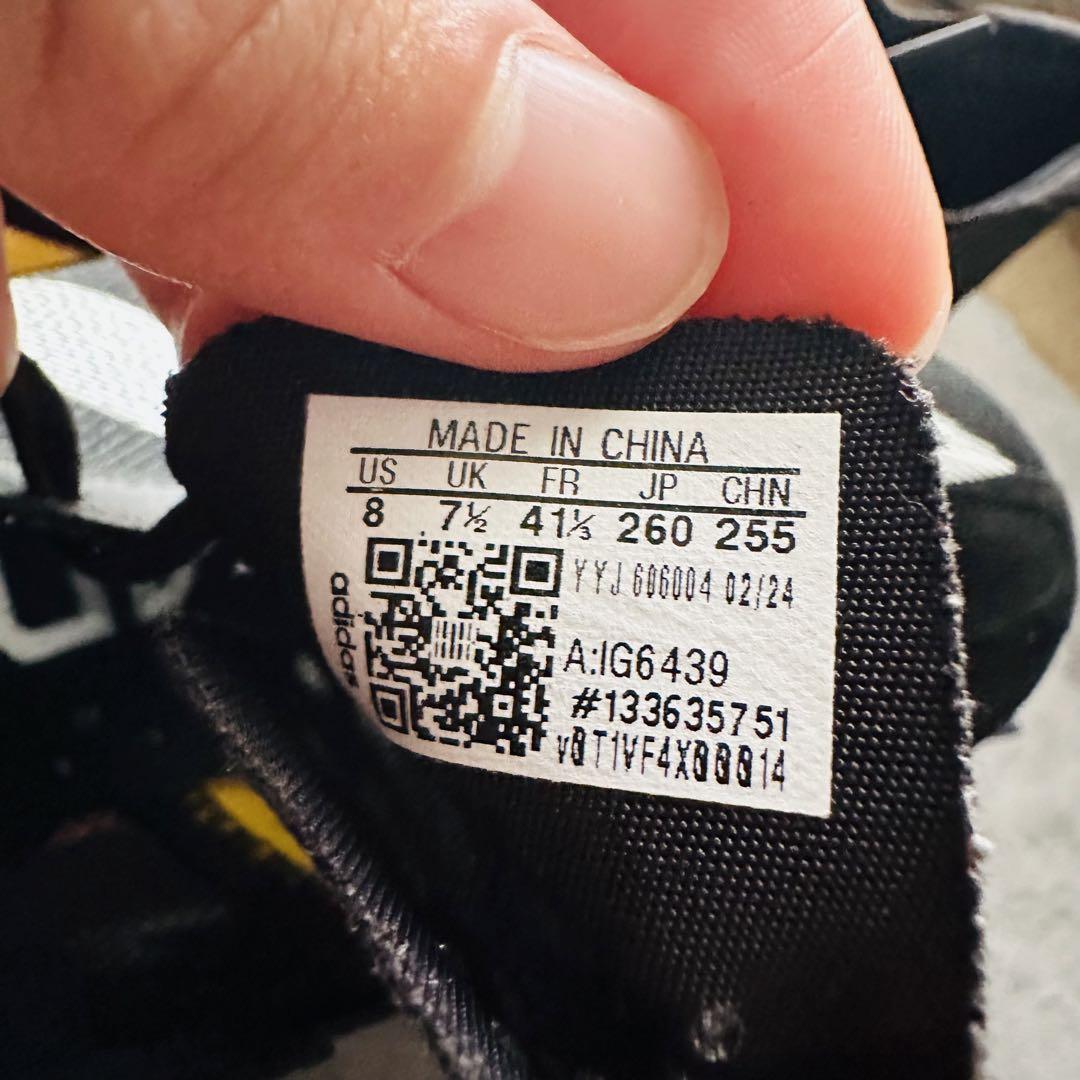 MADE IN CHINA
US UK FR JP CHN
8 7½ 41⅓ 260 255
YYJ 606004 02/24
adidas
A:IG6439
#133635751
v0T1VF4X00014